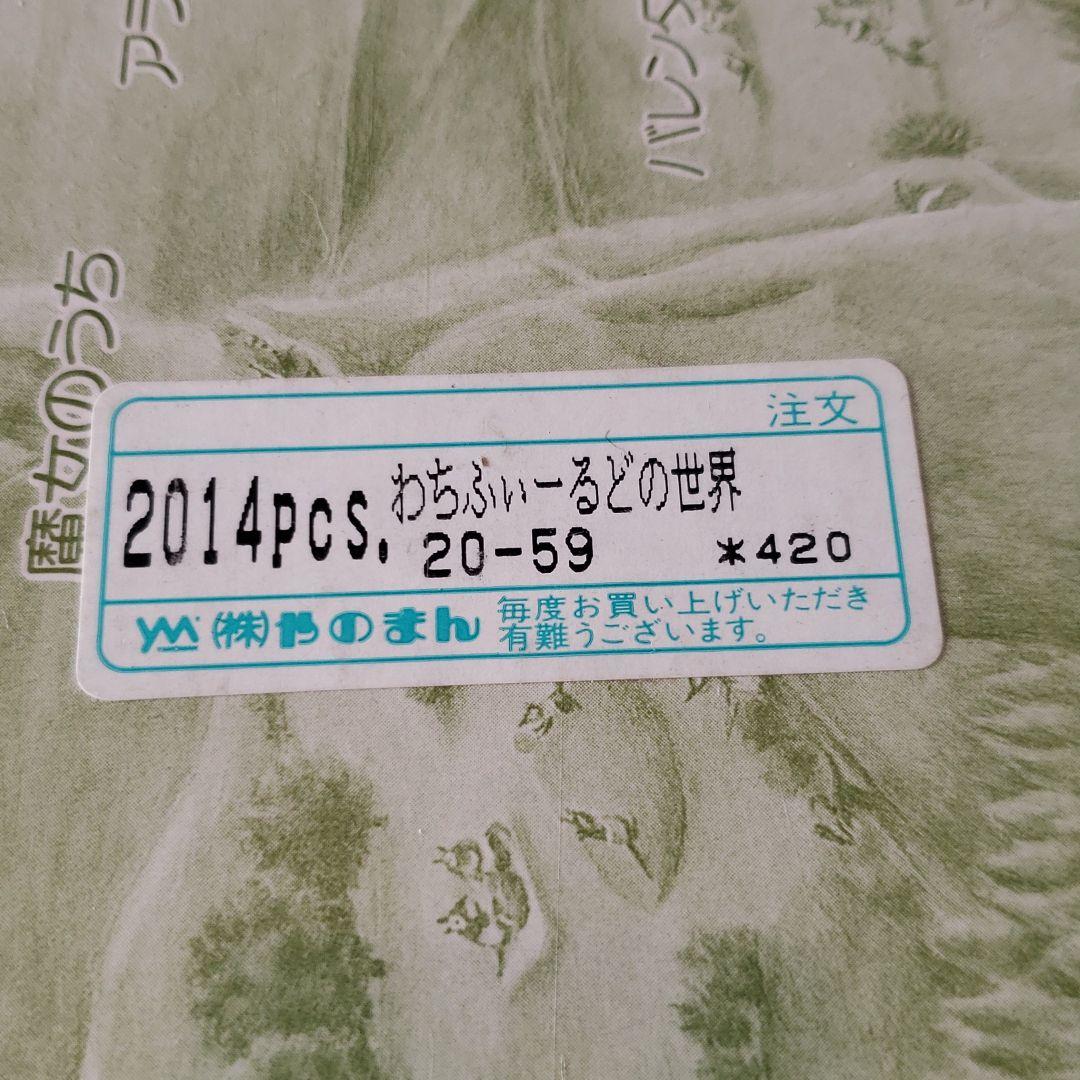 アラ
バレンタ
魔女のうち
注文
2014pcs. わちふぃーるどの世界
20-59 *420
YM (株)やのまん 毎度お買い上げいただき
有難うございます。